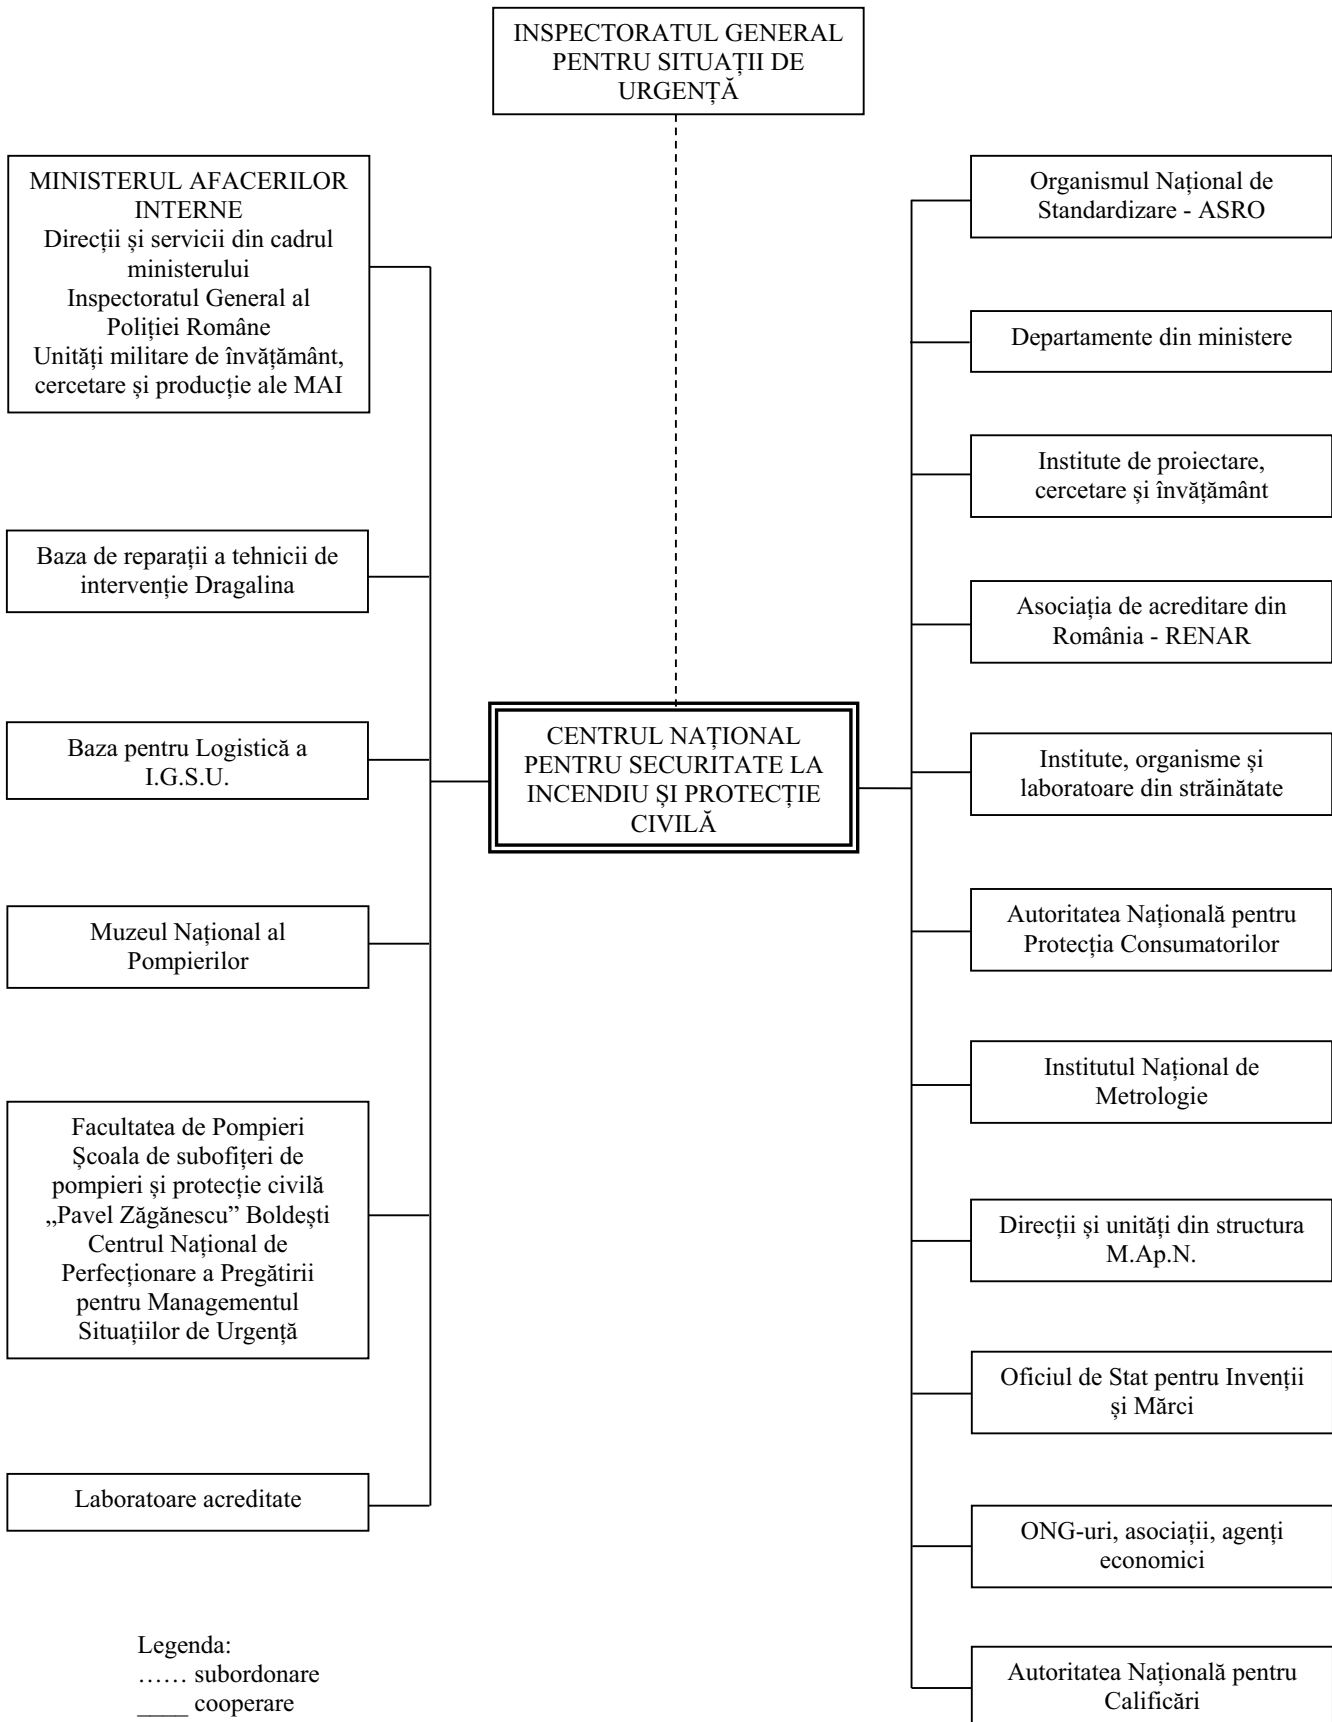 INSPECTORATUL GENERAL
PENTRU SITUAȚII DE
URGENȚĂ
MINISTERUL AFACERILOR
INTERNE
Direcții și servicii din cadrul
ministerului
Inspectoratul General al
Poliției Române
Unități militare de învățământ,
cercetare și producție ale MAI
Baza de reparații a tehnicii de
intervenție Dragalina
Baza pentru Logistică a
I.G.S.U.
Muzeul Național al
Pompierilor
Facultatea de Pompieri
Școala de subofițeri de
pompieri și protecție civilă
„Pavel Zăgănescu” Boldești
Centrul Național de
Perfecționare a Pregătirii
pentru Managementul
Situațiilor de Urgență
Laboratoare acreditate
CENTRUL NAȚIONAL
PENTRU SECURITATE LA
INCENDIU ȘI PROTECȚIE
CIVILĂ
Organismul Național de
Standardizare - ASRO
Departamente din ministere
Institute de proiectare,
cercetare și învățământ
Asociația de acreditare din
România - RENAR
Institute, organisme și
laboratoare din străinătate
Autoritatea Națională pentru
Protecția Consumatorilor
Institutul Național de
Metrologie
Direcții și unități din structura
M.Ap.N.
Oficiul de Stat pentru Invenții
și Mărci
ONG-uri, asociații, agenți
economici
Autoritatea Națională pentru
Calificări
Legenda:
…… subordonare
____ cooperare